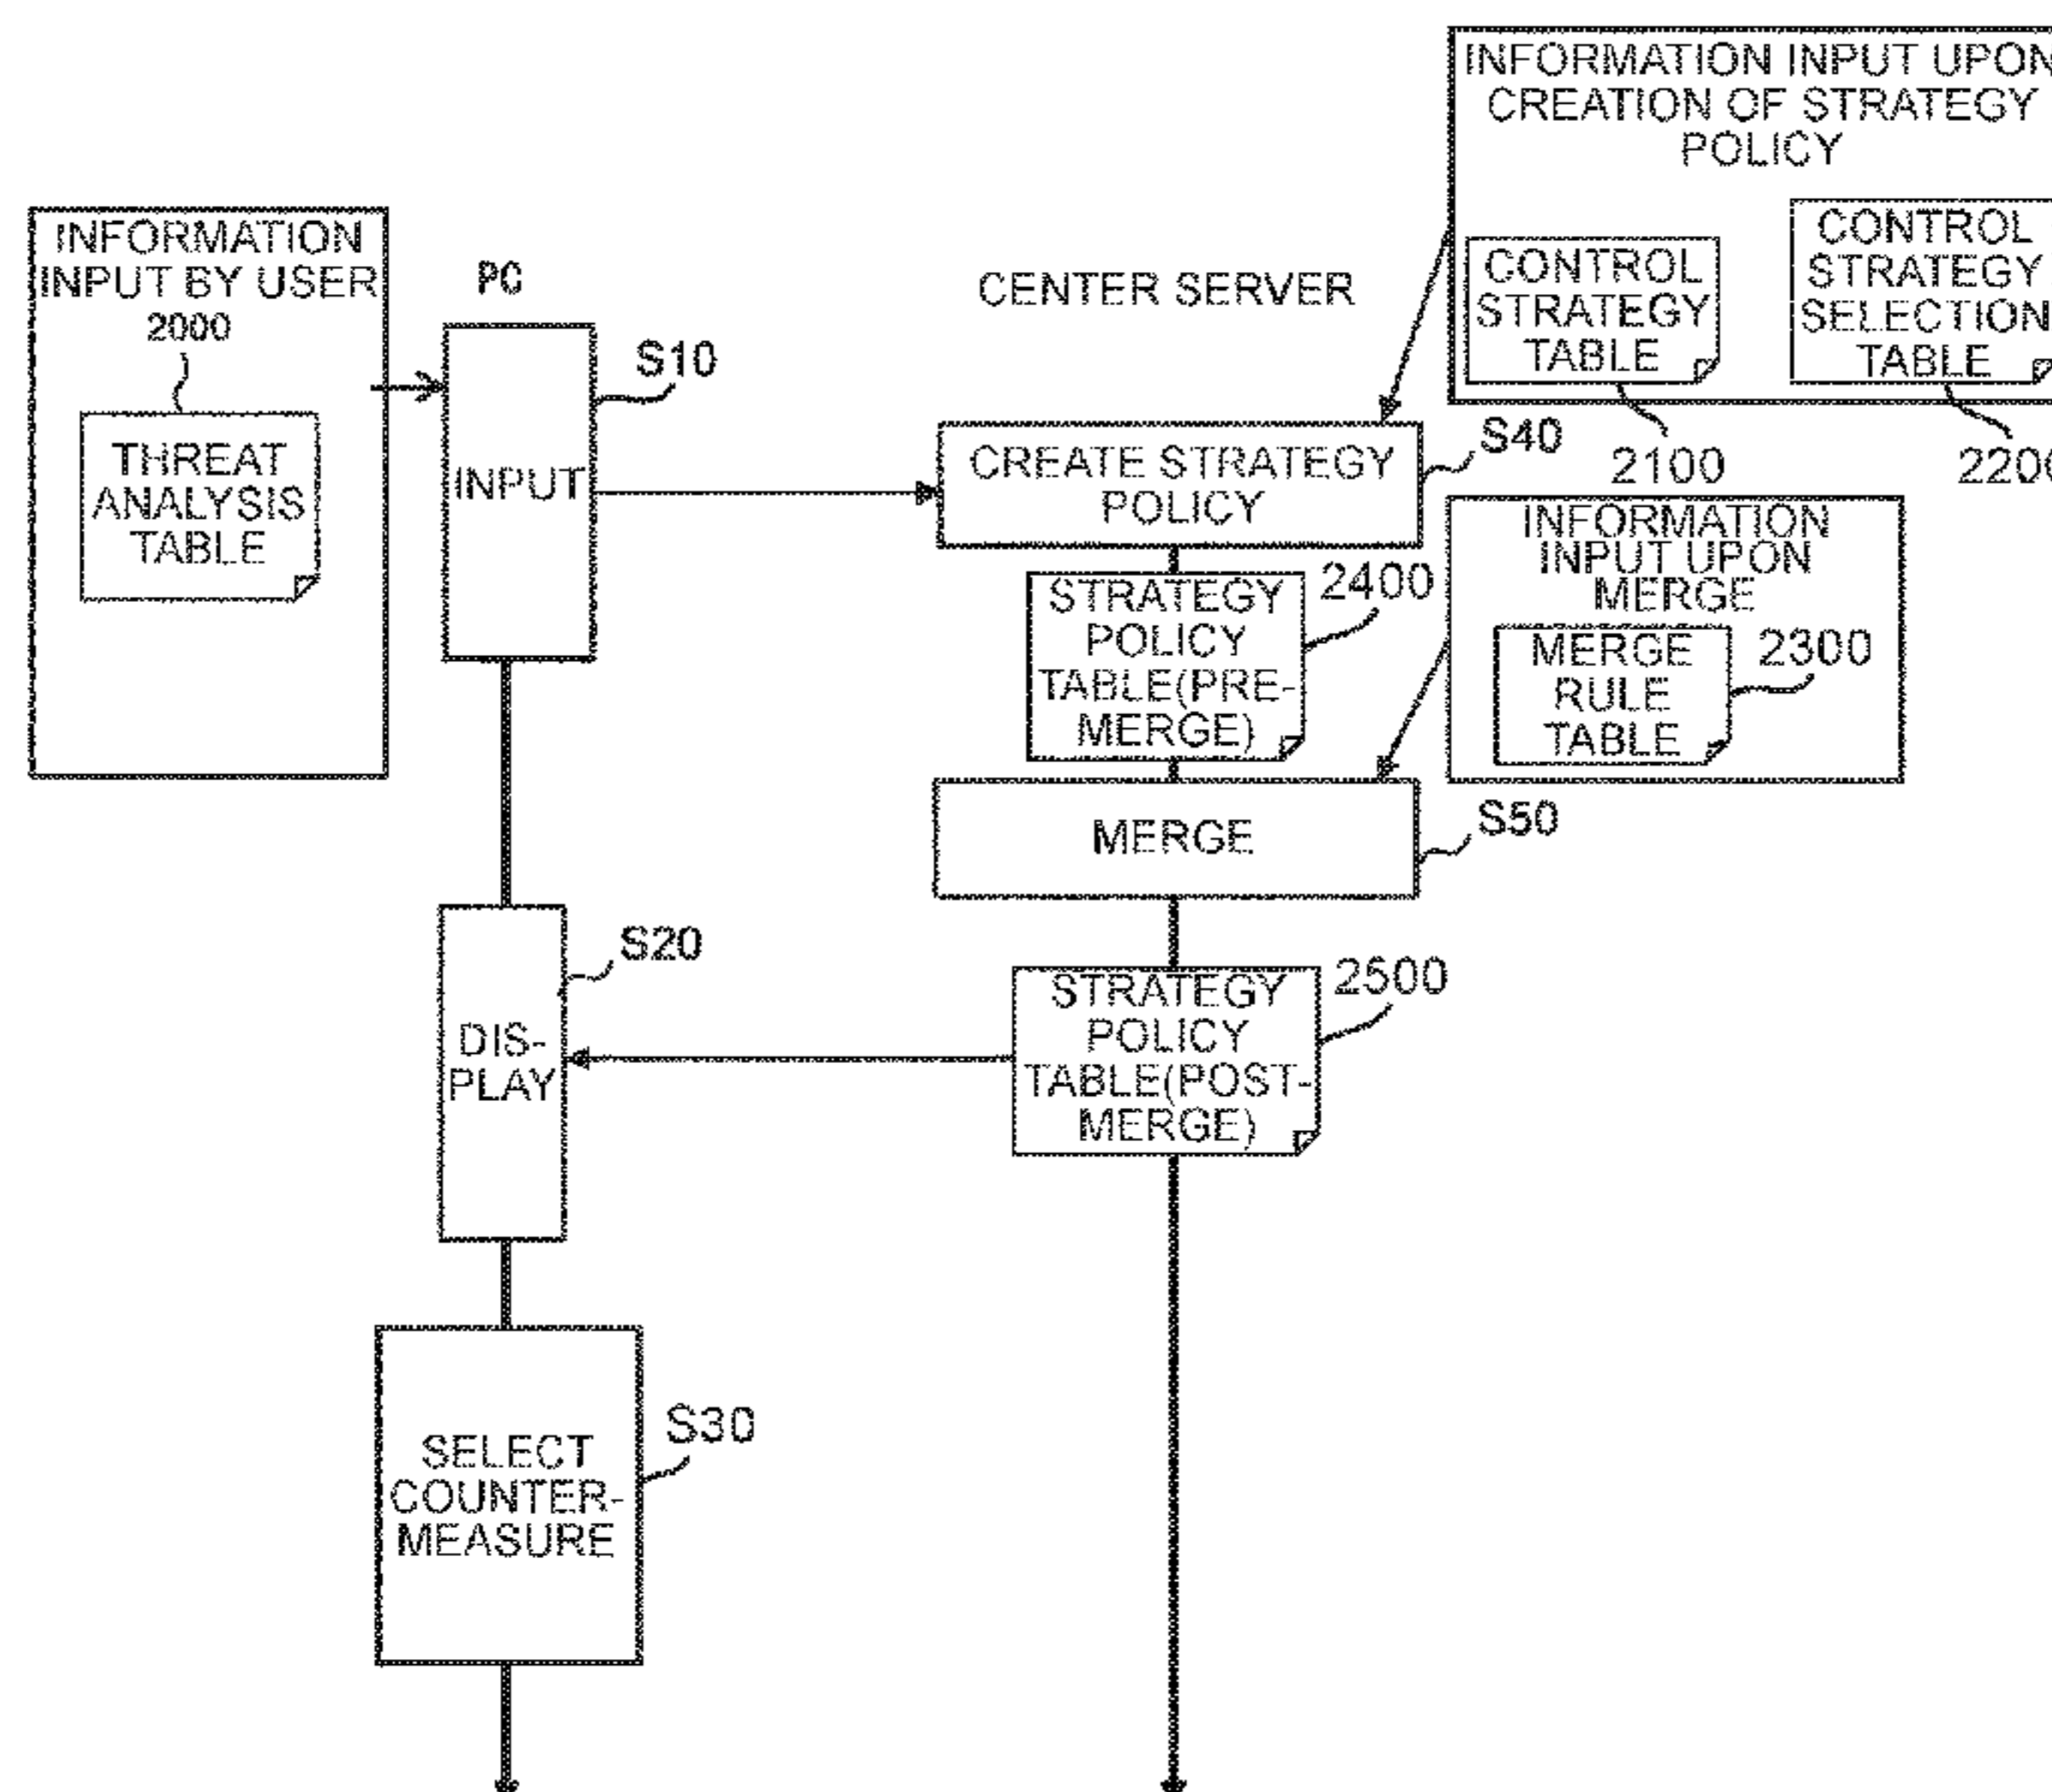 INFORMATION INPUT UPON
CREATION OF STRATEGY
POLICY
CONTROL
STRATEGY
TABLE
CONTROL
STRATEGY
SELECTION
TABLE
2100
INFORMATION
INPUT BY USER
2000
THREAT
ANALYSIS
TABLE
PC
S10
INPUT
CENTER SERVER
CREATE STRATEGY
POLICY
S40
INFORMATION
INPUT UPON
MERGE
MERGE
RULE
TABLE
2300
STRATEGY
POLICY
TABLE(PRE-
MERGE)
2400
MERGE
S50
S20
DIS-
PLAY
STRATEGY
POLICY
TABLE(POST-
MERGE)
2500
SELECT
COUNTER-
MEASURE
S30